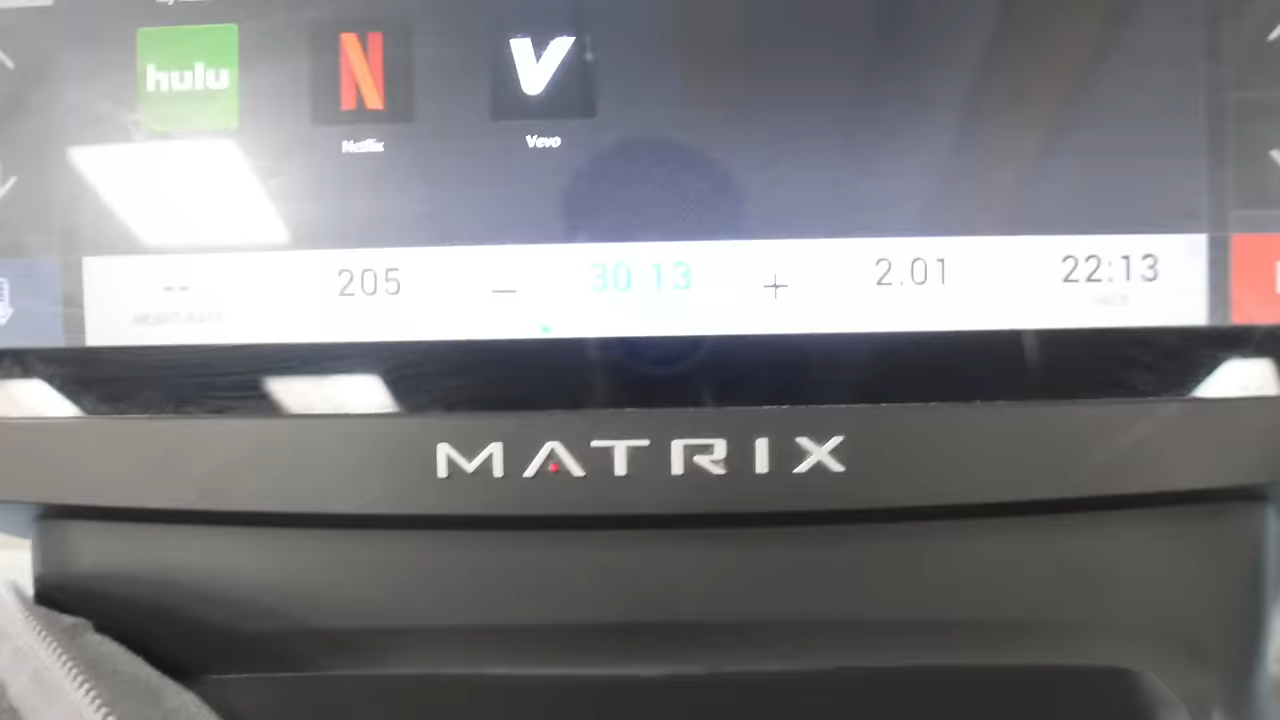 hulu
N
V
Netflix
Vevo
-- 205 — 30:13 + 2.01 22:13
MATRIX